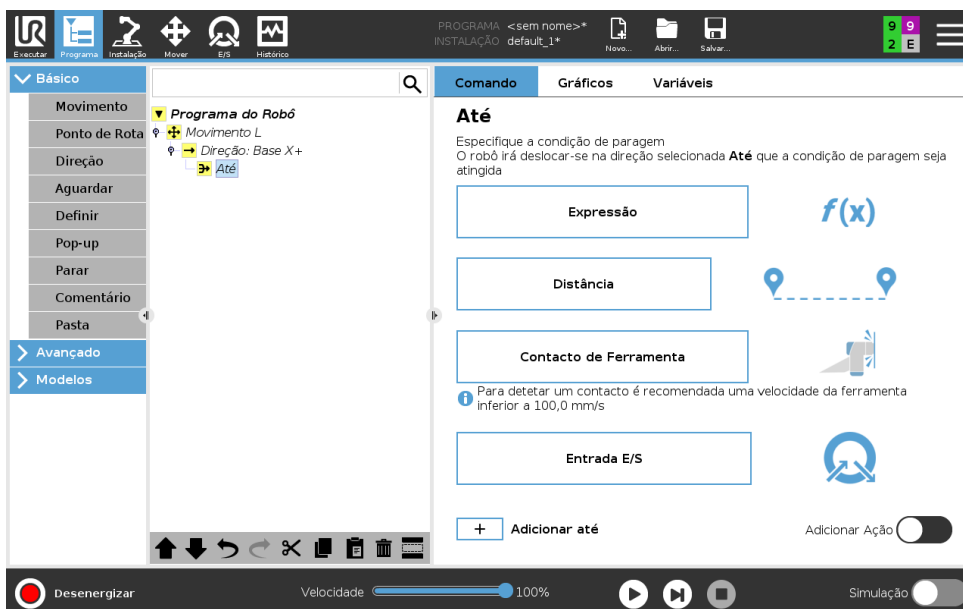 PROGRAMA <sem nome>*
INSTALAÇÃO default_1*
Executar
Programa
Instalação
Mover
E/S
Histórico
Novo...
Abrir...
Salvar...
9 9
2 E
Básico
Movimento
Ponto de Rota
Direção
Aguardar
Definir
Pop-up
Parar
Comentário
Pasta
Avançado
Modelos
Programa do Robô
Movimento L
Direção: Base X+
Até
Comando
Gráficos
Variáveis
Até
Especifique a condição de paragem
O robô irá deslocar-se na direção selecionada Até que a condição de paragem seja
atingida
Expressão
f(x)
Distância
Contacto de Ferramenta
Para detetar um contacto é recomendada uma velocidade da ferramenta
inferior a 100,0 mm/s
Entrada E/S
+ Adicionar até
Adicionar Ação
Desenergizar
Velocidade
100%
Simulação